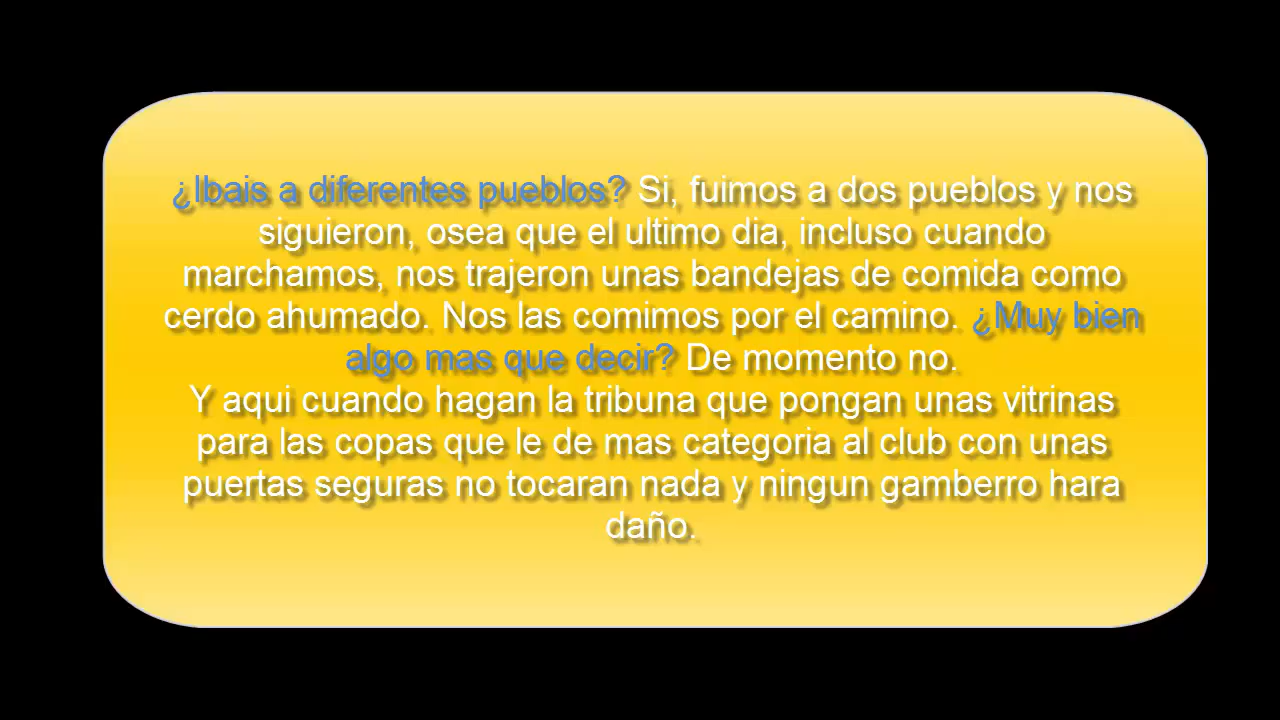 ¿Ibais a diferentes pueblos? Si, fuimos a dos pueblos y nos
siguieron, osea que el ultimo dia, incluso cuando
marchamos, nos trajeron unas bandejas de comida como
cerdo ahumado. Nos las comimos por el camino. ¿Muy bien
algo mas que decir? De momento no.
Y aqui cuando hagan la tribuna que pongan unas vitrinas
para las copas que le de mas categoria al club con unas
puertas seguras no tocaran nada y ningun gamberro hara
daño.